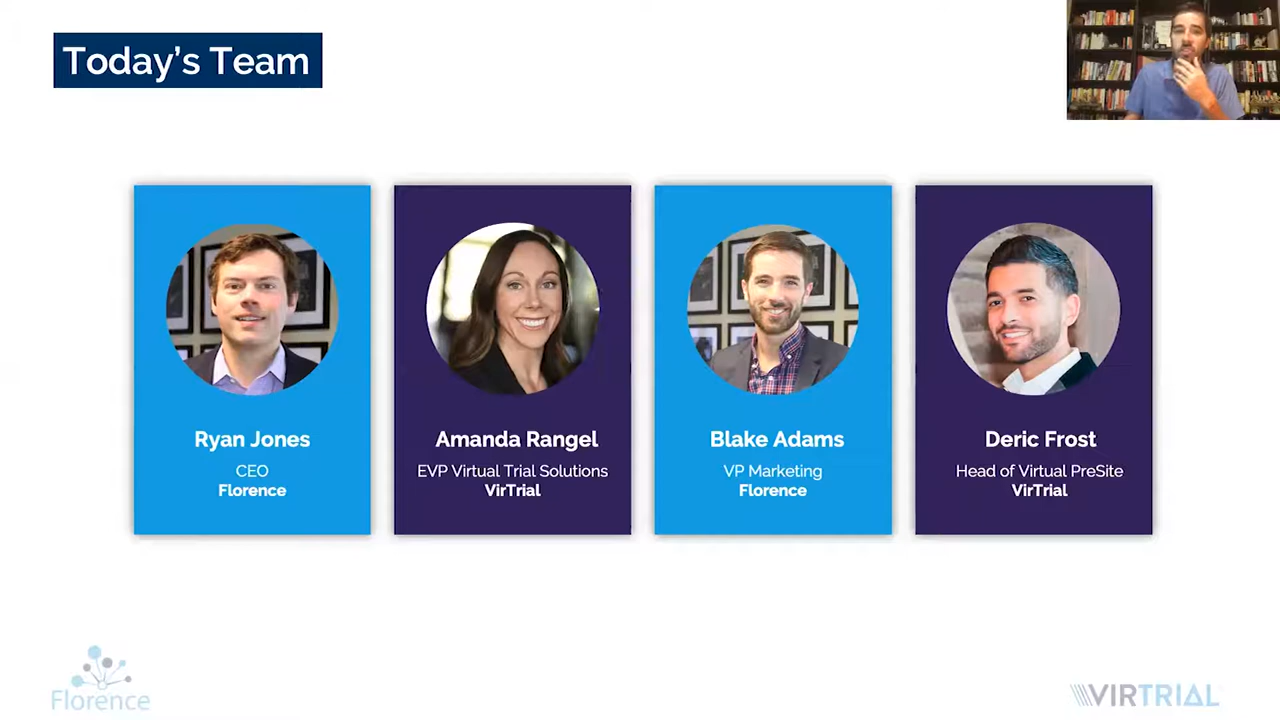 Today's Team
Ryan Jones
CEO
Florence
Amanda Rangel
EVP Virtual Trial Solutions
VirTrial
Blake Adams
VP Marketing
Florence
Deric Frost
Head of Virtual PreSite
VirTrial
Florence
VIRTRIAL